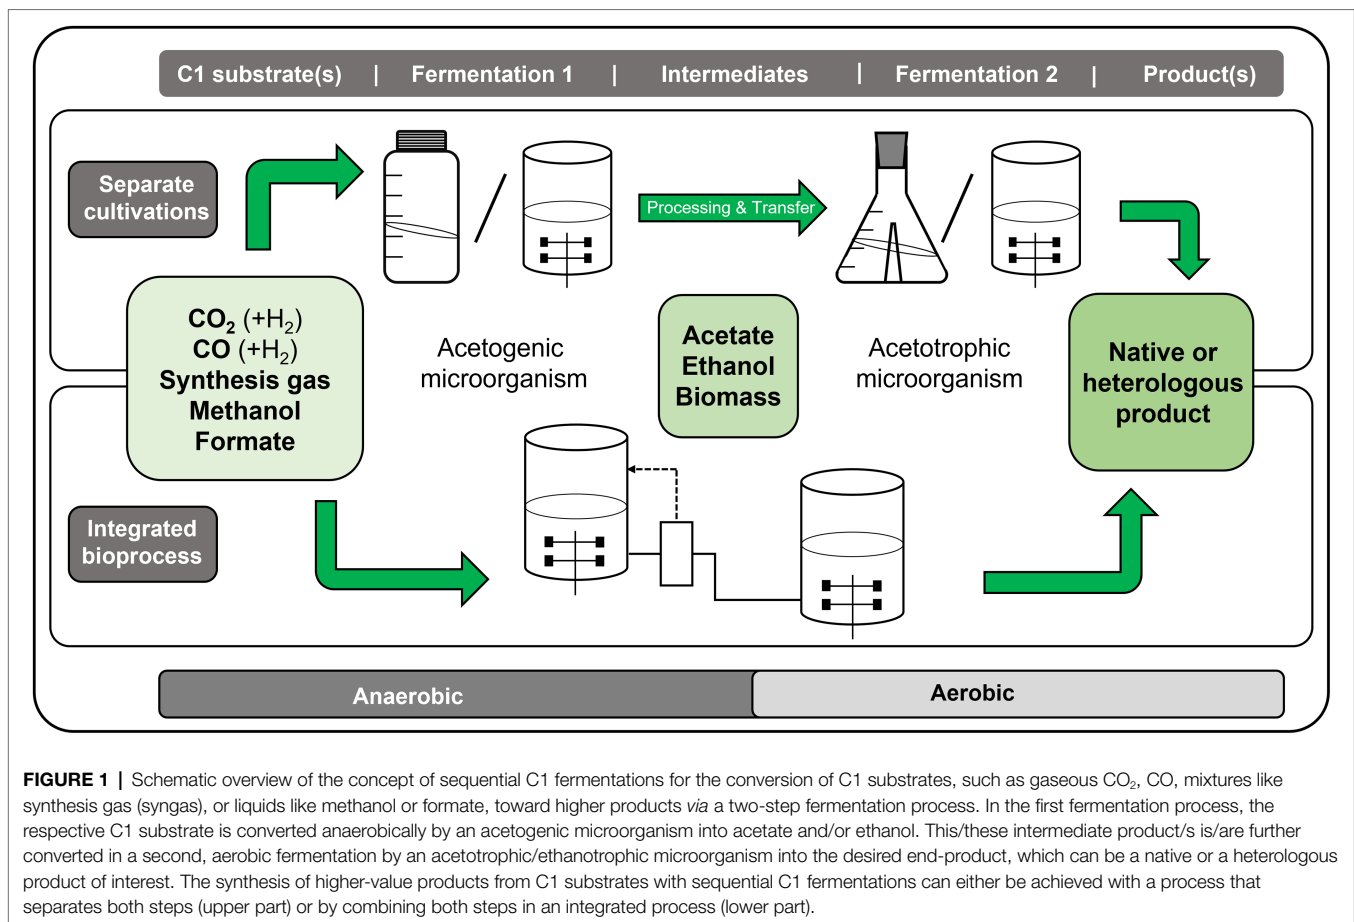 C1 substrate(s) | Fermentation 1 | Intermediates | Fermentation 2 | Product(s)
Separate
cultivations
Processing & Transfer
CO₂ (+H₂)
CO (+H₂)
Synthesis gas
Methanol
Formate
Acetogenic
microorganism
Acetate
Ethanol
Biomass
Acetotrophic
microorganism
Native or
heterologous
product
Integrated
bioprocess
Anaerobic
Aerobic
FIGURE 1 | Schematic overview of the concept of sequential C1 fermentations for the conversion of C1 substrates, such as gaseous CO₂, CO, mixtures like
synthesis gas (syngas), or liquids like methanol or formate, toward higher products via a two-step fermentation process. In the first fermentation process, the
respective C1 substrate is converted anaerobically by an acetogenic microorganism into acetate and/or ethanol. This/these intermediate product/s is/are further
converted in a second, aerobic fermentation by an acetotrophic/ethanotrophic microorganism into the desired end-product, which can be a native or a heterologous
product of interest. The synthesis of higher-value products from C1 substrates with sequential C1 fermentations can either be achieved with a process that
separates both steps (upper part) or by combining both steps in an integrated process (lower part).